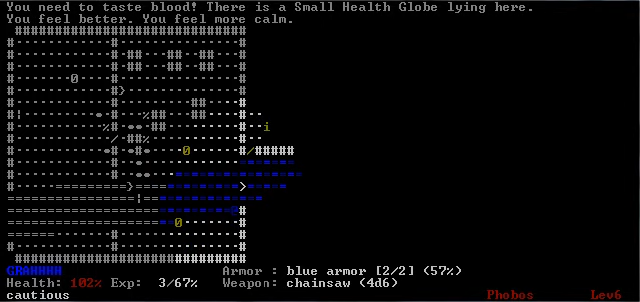 You need to taste blood! There is a Small Health Globe lying here.
You feel better. You feel more calm.
GRAHHHH
Armor : blue armor [2/2] (57%)
Health: 102% Exp: 3/67% Weapon: chainsaw (4d6)
cautious Phobos Lev6